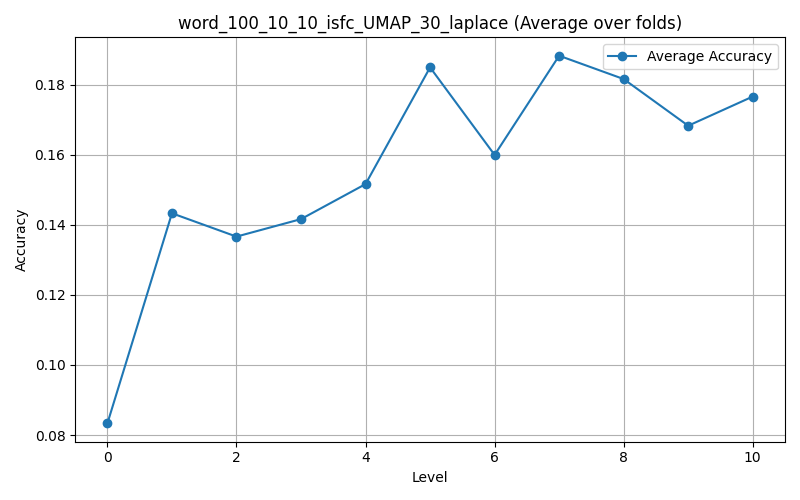 word_100_10_10_isfc_UMAP_30_laplace (Average over folds)
Average Accuracy
0.18
0.16
0.14
0.12
0.10
0.08
Accuracy
0 2 4 6 8 10
Level